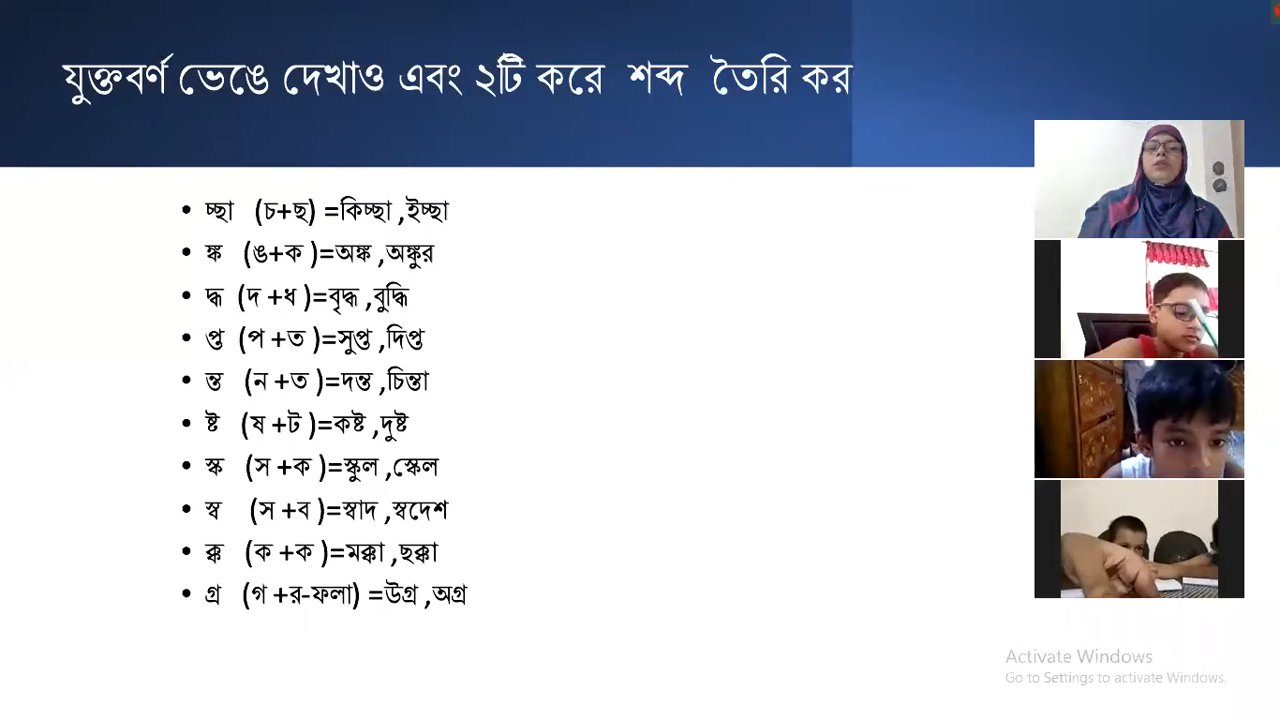 যুক্তবর্ণ ভেঙে দেখাও এবং ২টি করে শব্দ তৈরি কর
• চ্ছা (চ+ছ) =কিচ্ছা ,ইচ্ছা
• ঙ্ক (ঙ+ক )=অঙ্ক ,অঙ্কুর
• দ্ধ (দ +ধ )=বৃদ্ধ ,বুদ্ধি
• প্ত (প +ত )=সুপ্ত ,দিপ্ত
• ন্ত (ন +ত )=দন্ত ,চিন্তা
• ষ্ট (ষ +ট )=কষ্ট ,দুষ্ট
• স্ক (স +ক )=স্কুল ,স্কেল
• স্ব (স +ব )=স্বাদ ,স্বদেশ
• ক্ক (ক +ক )=মক্কা ,ছক্কা
• গ্র (গ +র-ফলা) =উগ্র ,অগ্র
Activate Windows
Go to Settings to activate Windows.